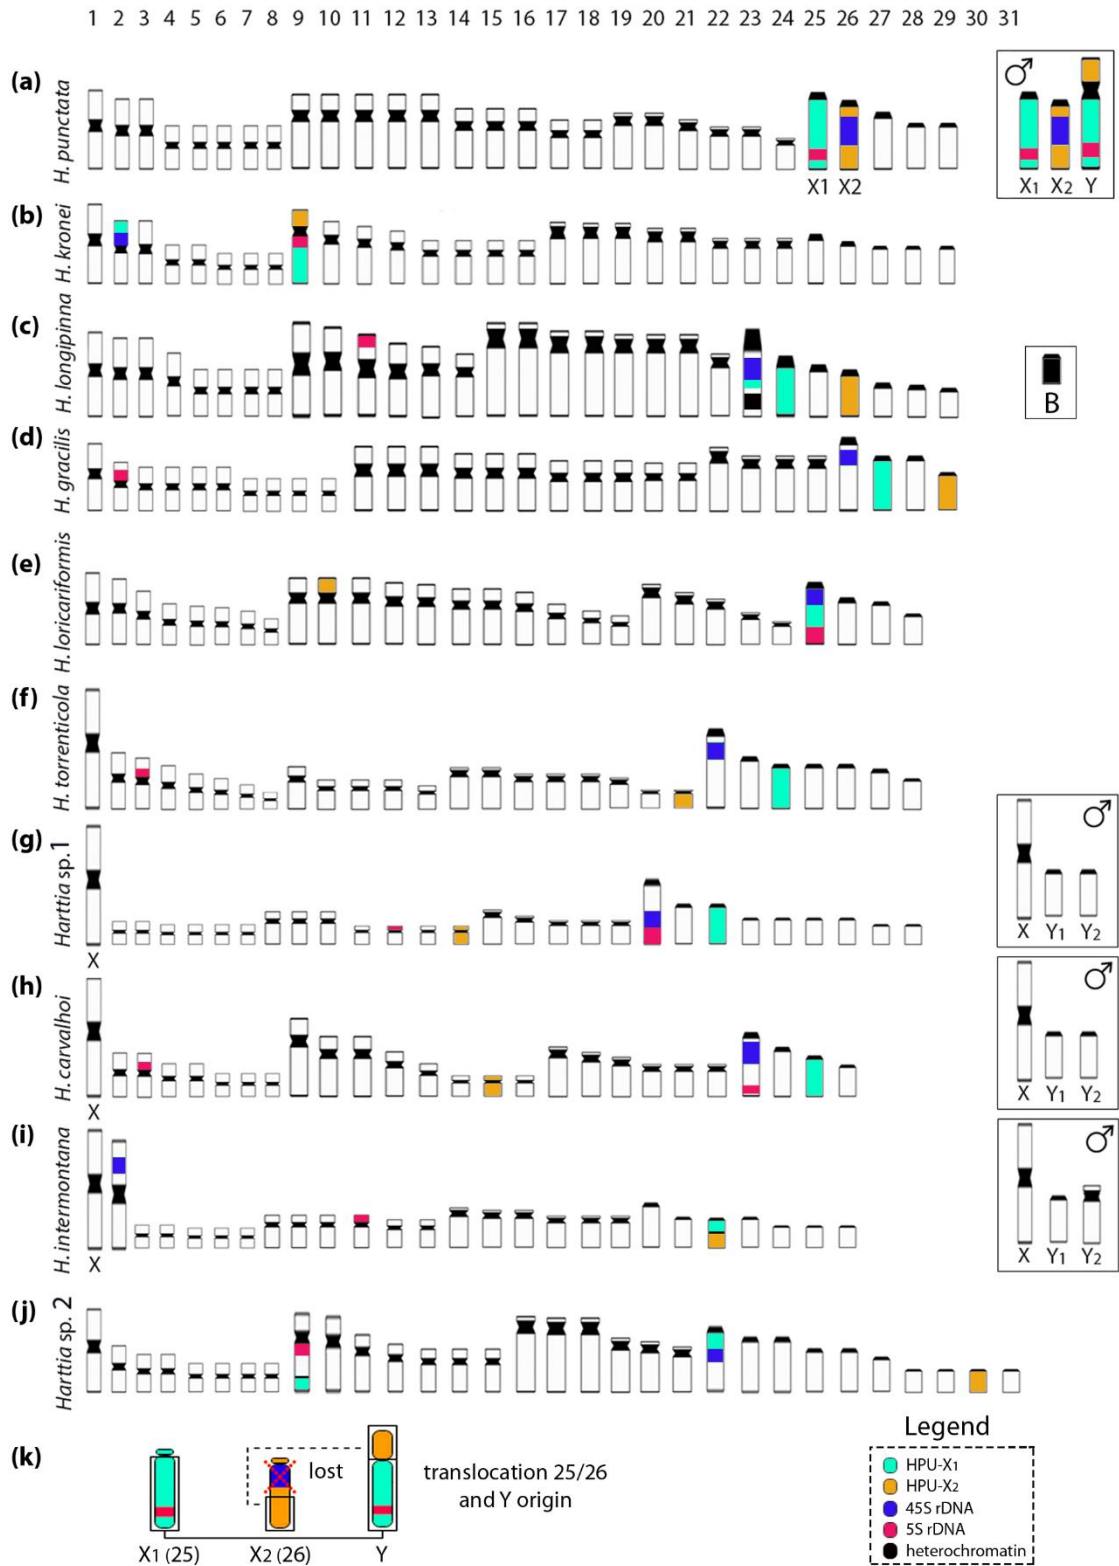 1 2 3 4 5 6 7 8 9 10 11 12 13 14 15 16 17 18 19 20 21 22 23 24 25 26 27 28 29 30 31
(a)
H. punctata
X1 X2
♂
X1 X2 Y
(b)
H. kronei
(c)
H. longipinna
B
(d)
H. gracilis
(e)
H. loricariformis
(f)
H. torrenticola
(g)
Harttia sp.1
X
♂
X Y1 Y2
(h)
H. carvalhoi
X
♂
X Y1 Y2
(i)
H. intermontana
X
♂
X Y1 Y2
(j)
Harttia sp. 2
(k)
lost
translocation 25/26
and Y origin
X1 (25) X2 (26) Y
Legend
HPU-X1
HPU-X2
45S rDNA
5S rDNA
heterochromatin